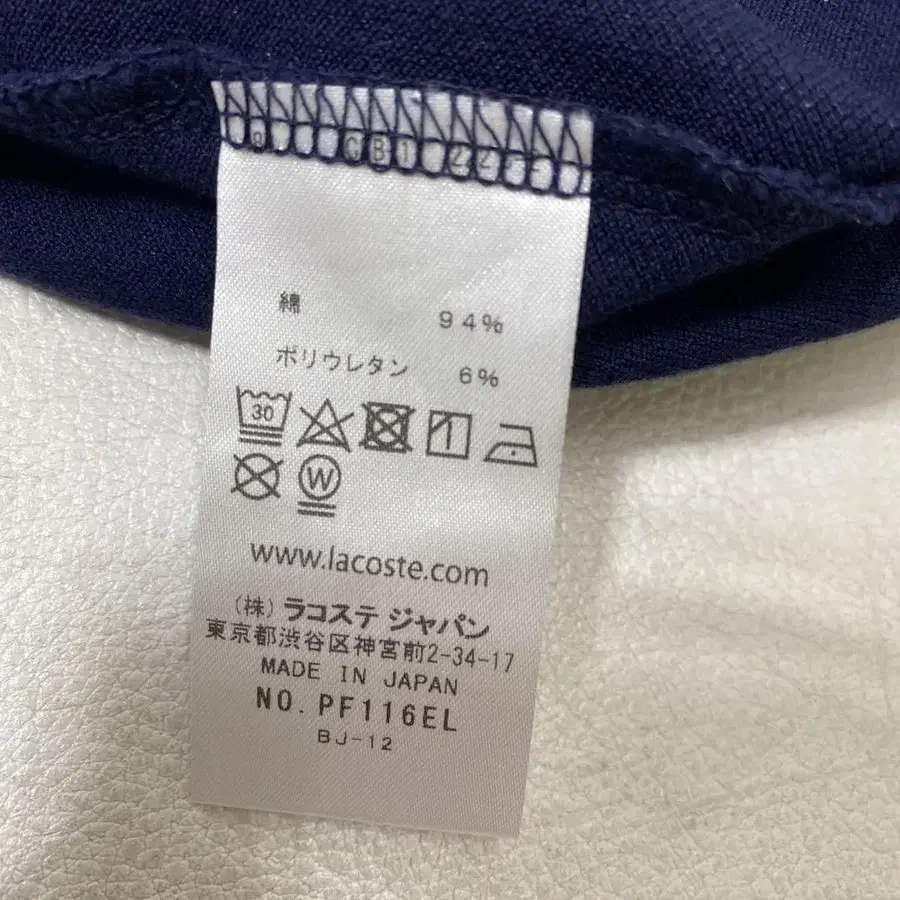 綿 94%
ポリウレタン 6%
30
W
www.lacoste.com
(株) ラコステ ジャパン
東京都渋谷区神宮前2-34-17
MADE IN JAPAN
NO. PF116EL
BJ-12